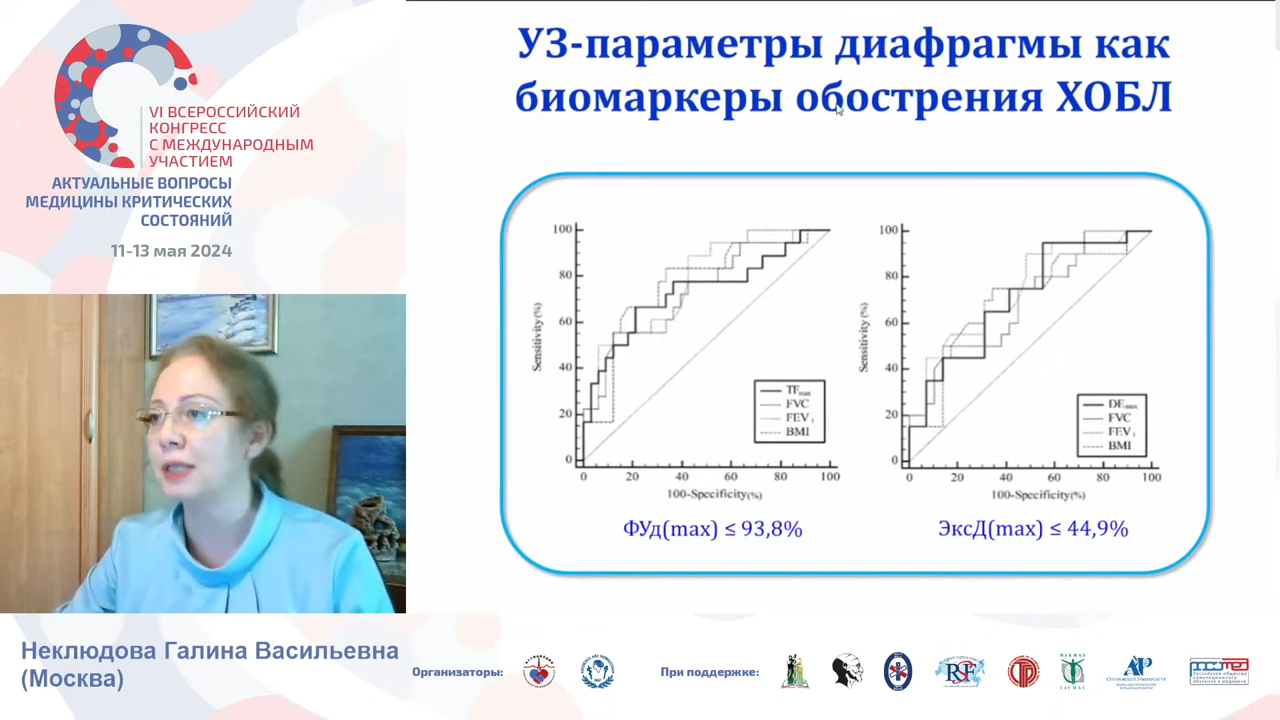 VI ВСЕРОССИЙСКИЙ
КОНГРЕСС
С МЕЖДУНАРОДНЫМ
УЧАСТИЕМ
АКТУАЛЬНЫЕ ВОПРОСЫ
МЕДИЦИНЫ КРИТИЧЕСКИХ
СОСТОЯНИЙ
11-13 мая 2024
УЗ-параметры диафрагмы как
биомаркеры обострения ХОБЛ
100
80
60
40
20
0
Sensitivity(%)
0 20 40 60 80 100
100-Specificity(%)
TFmax
FVC
FEV1
BMI
ФУд(max) ≤ 93,8%
100
80
60
40
20
0
Sensitivity(%)
0 20 40 60 80 100
100-Specificity(%)
DEmax
FVC
FEV1
BMI
ЭксД(max) ≤ 44,9%
Неклюдова Галина Васильевна
(Москва)
Организаторы:
При поддержке: